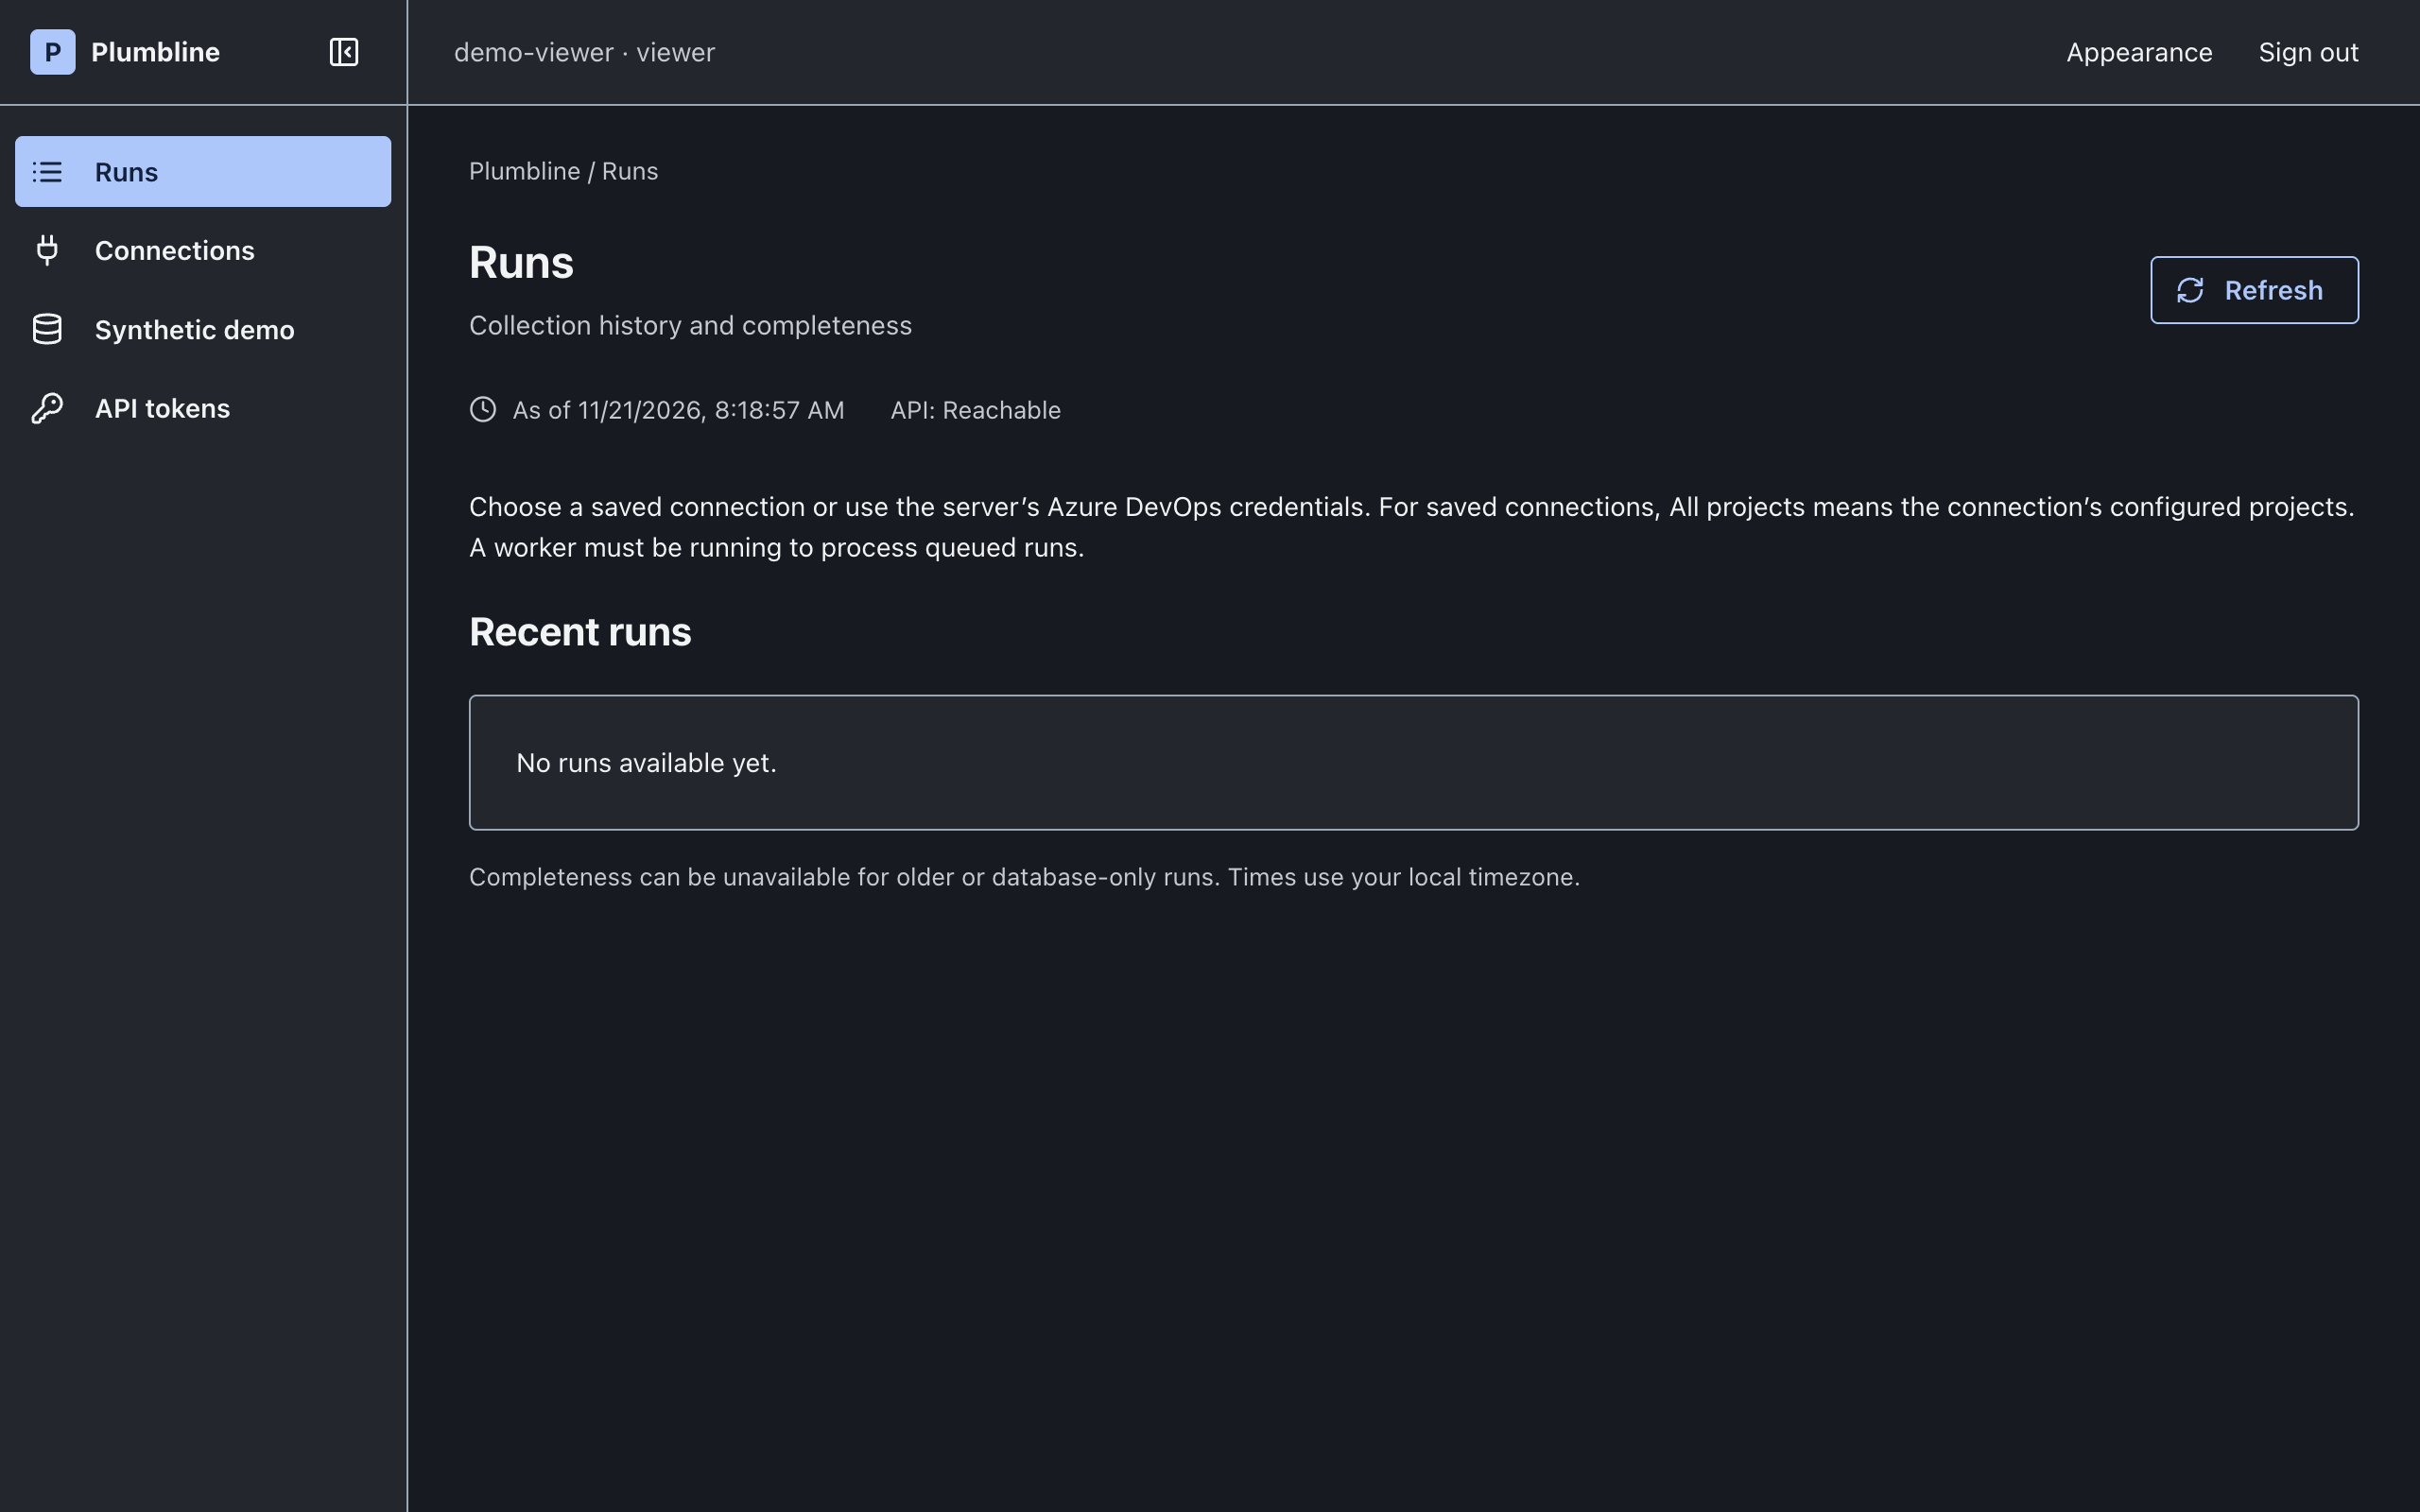 P Plumbline
demo-viewer · viewer
Appearance
Sign out
Runs
Connections
Synthetic demo
API tokens
Plumbline / Runs
Runs
Collection history and completeness
Refresh
As of 11/21/2026, 8:18:57 AM
API: Reachable
Choose a saved connection or use the server’s Azure DevOps credentials. For saved connections, All projects means the connection’s configured projects.
A worker must be running to process queued runs.
Recent runs
No runs available yet.
Completeness can be unavailable for older or database-only runs. Times use your local timezone.